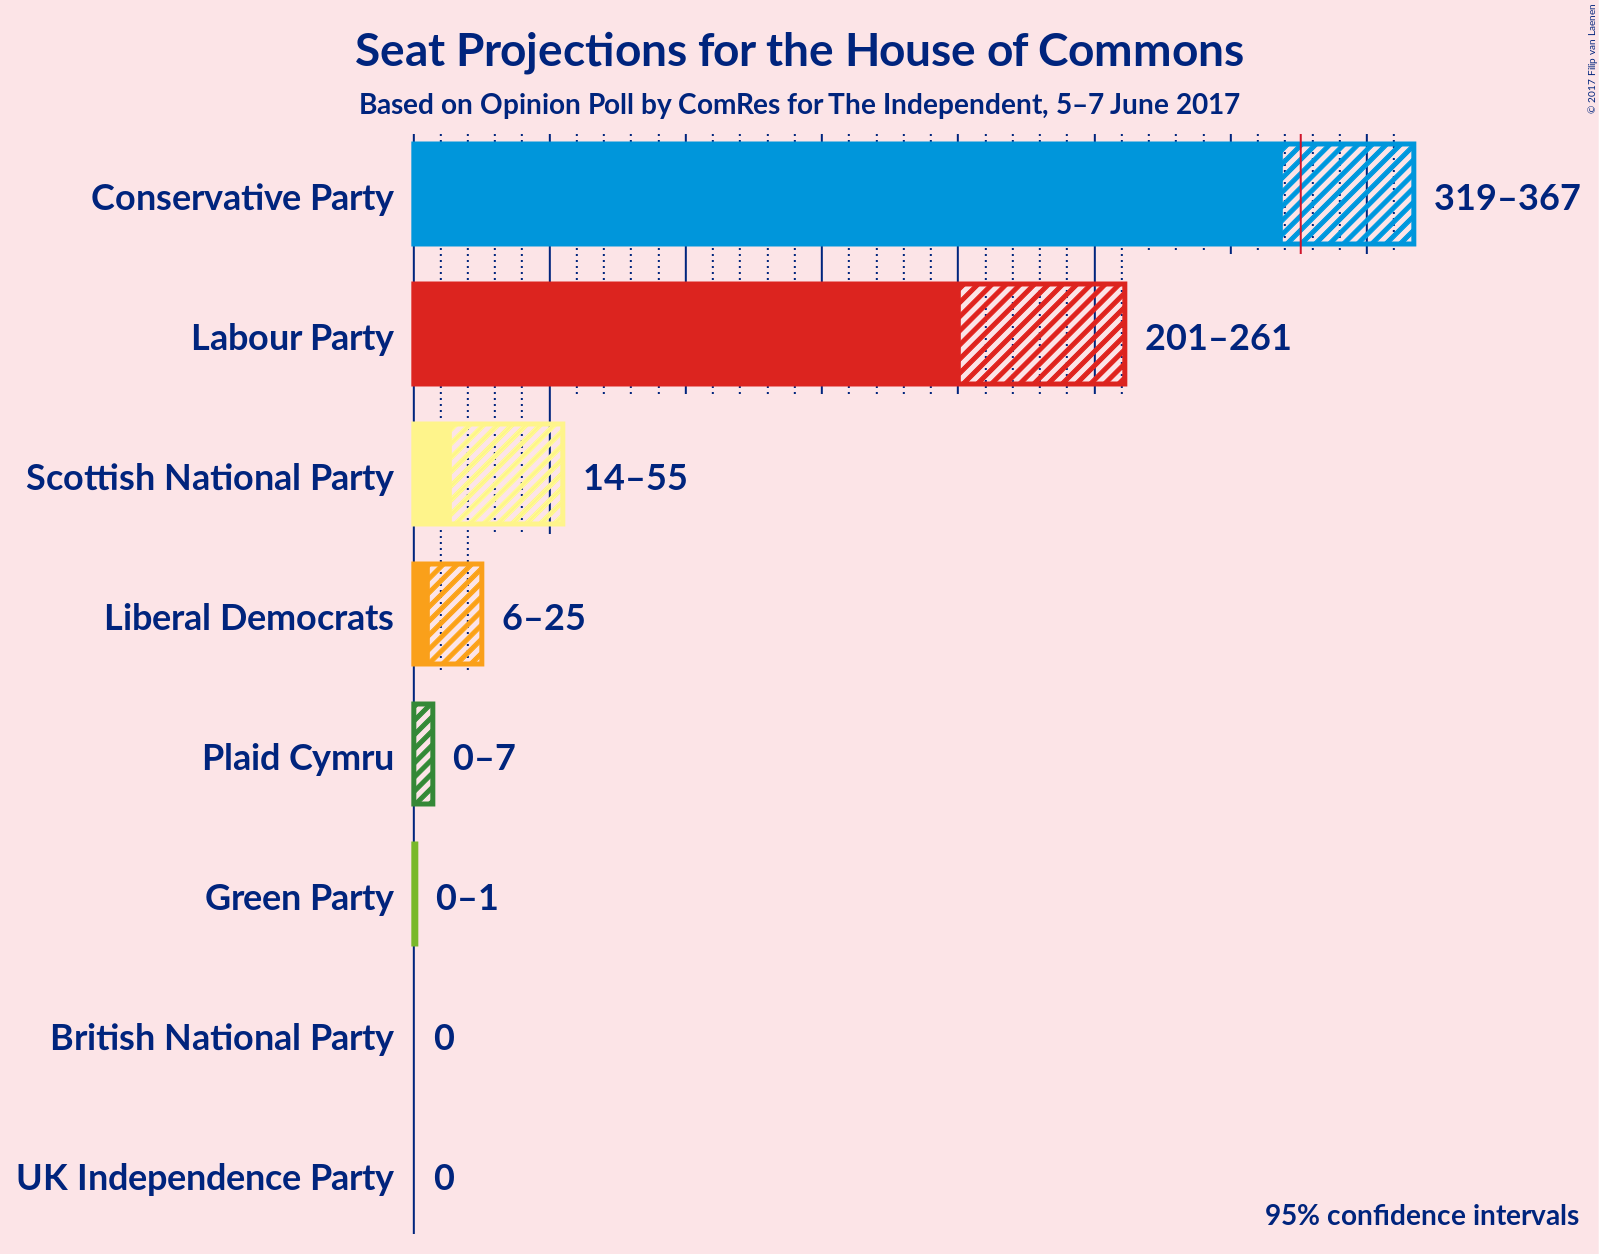 Seat Projections for the House of Commons
Based on Opinion Poll by ComRes for The Independent, 5–7 June 2017
© 2017 Filip van Laenen
Conservative Party 319–367
Labour Party 201–261
Scottish National Party 14–55
Liberal Democrats 6–25
Plaid Cymru 0–7
Green Party 0–1
British National Party 0
UK Independence Party 0
95% confidence intervals